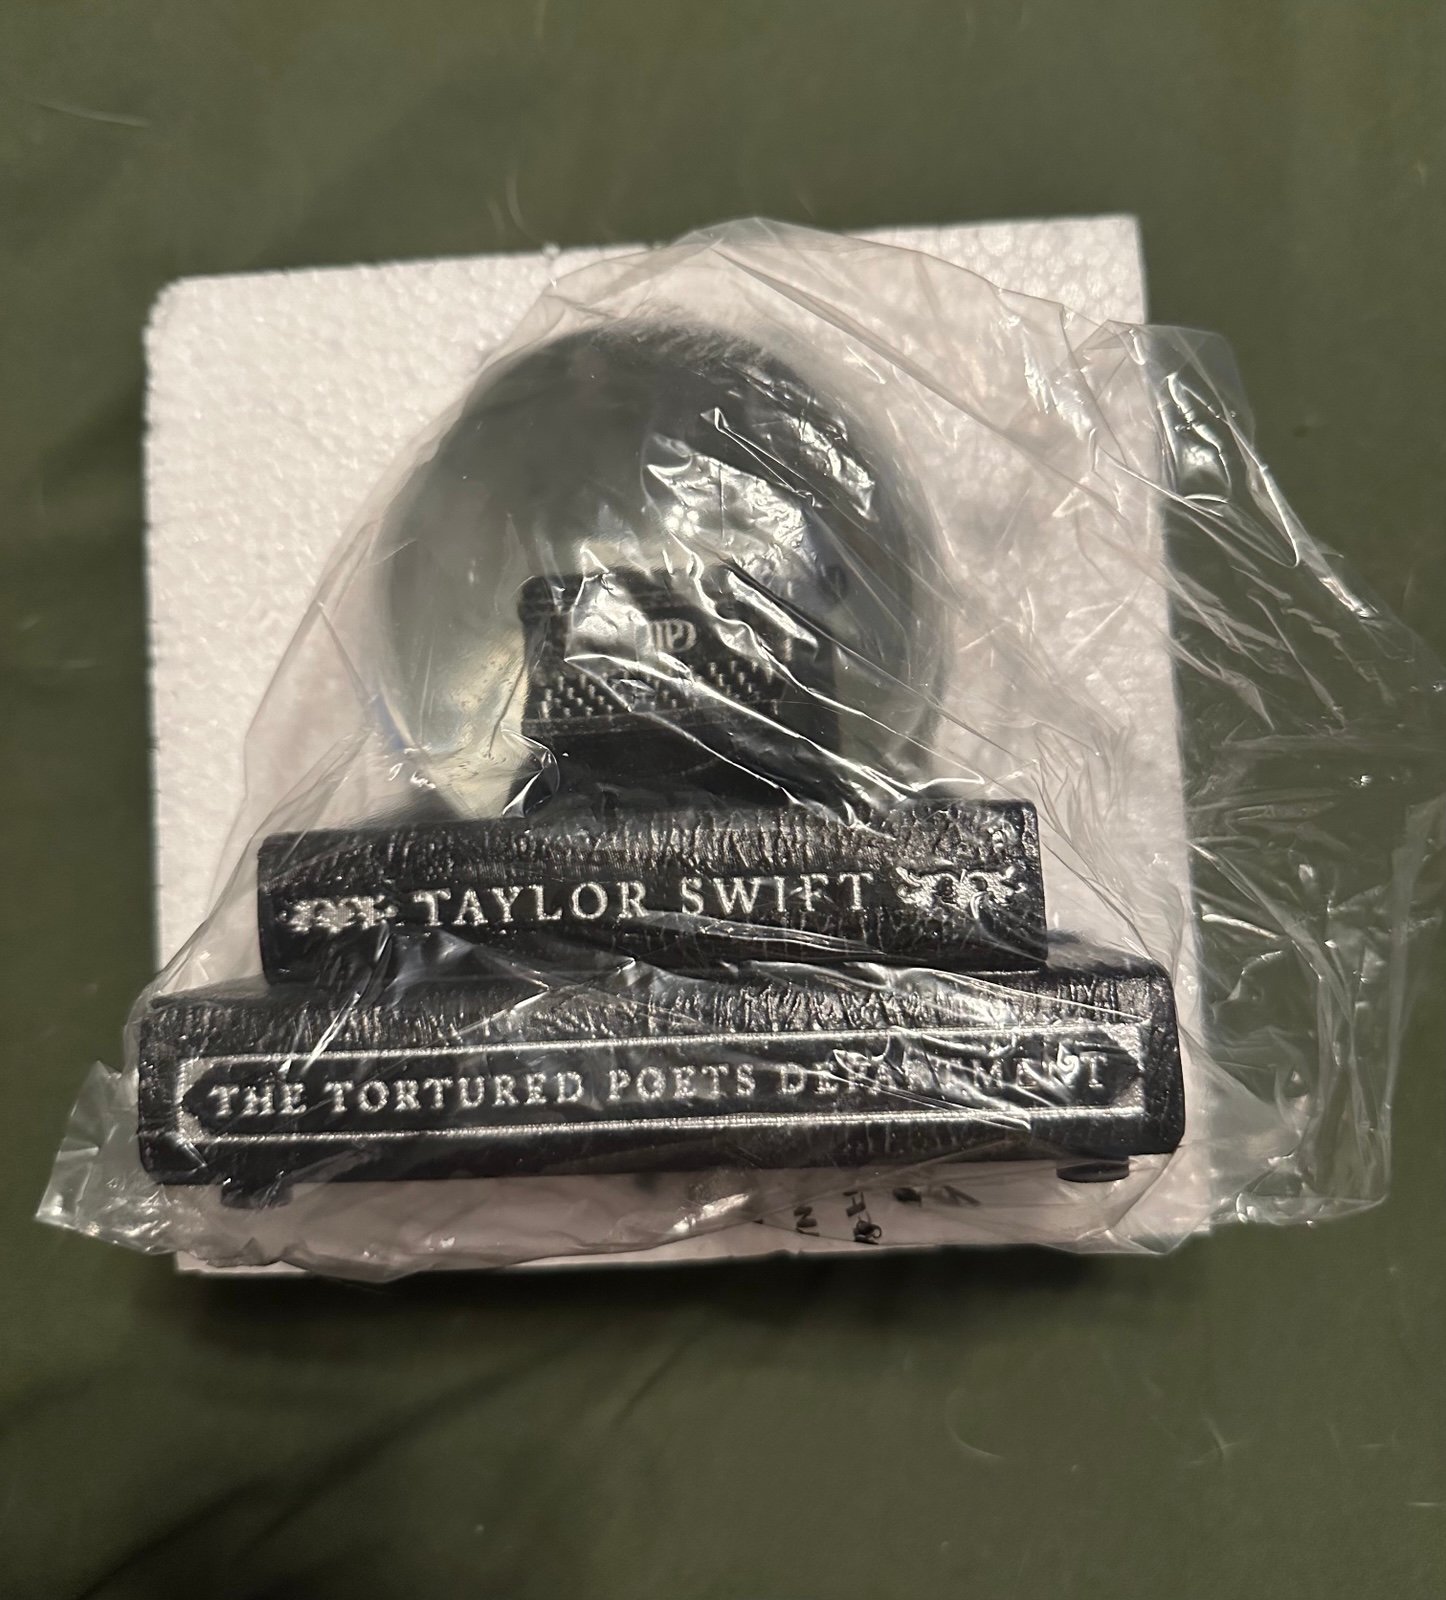 TAYLOR SWIFT
THE TORTURED POETS DEPARTMENT